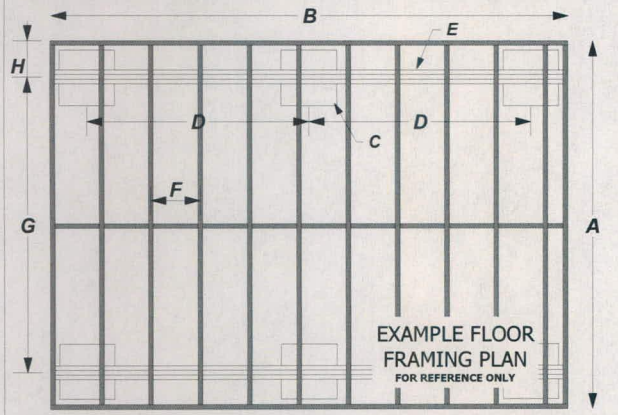 B
E
H
D
D
C
F
G
A
EXAMPLE FLOOR
FRAMING PLAN
FOR REFERENCE ONLY